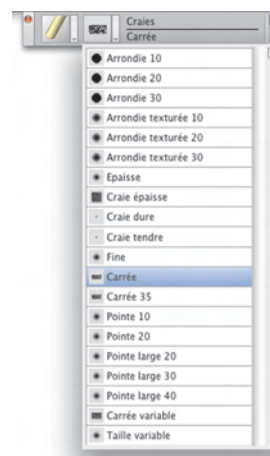 Craies
Carrée
Arrondie 10
Arrondie 20
Arrondie 30
Arrondie texturée 10
Arrondie texturée 20
Arrondie texturée 30
Epaisse
Craie épaisse
Craie dure
Craie tendre
Fine
Carrée
Carrée 35
Pointe 10
Pointe 20
Pointe large 20
Pointe large 30
Pointe large 40
Carrée variable
Taille variable